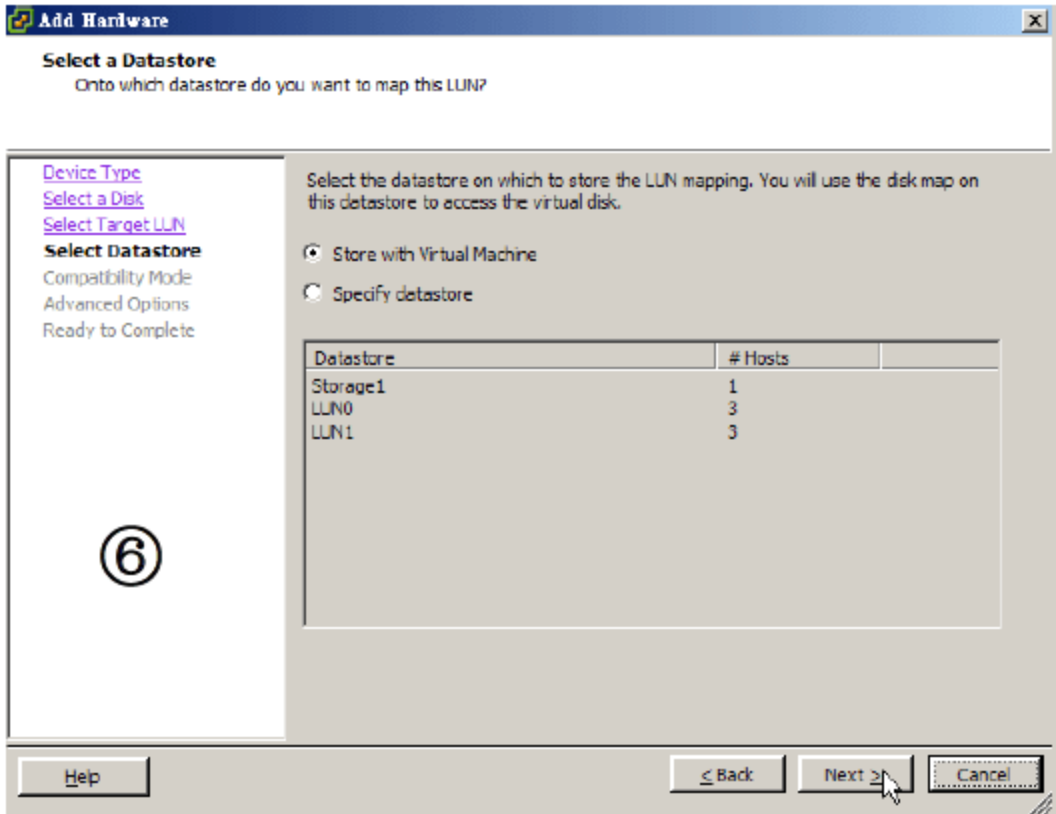 Add Hardware
Select a Datastore
Onto which datastore do you want to map this LUN?
Device Type
Select a Disk
Select Target LUN
Select Datastore
Compatibility Mode
Advanced Options
Ready to Complete
⑥
Select the datastore on which to store the LUN mapping. You will use the disk map on
this datastore to access the virtual disk.
Store with Virtual Machine
Specify datastore
Datastore # Hosts
Storage1 1
LUN0 3
LUN1 3
Help < Back Next > Cancel